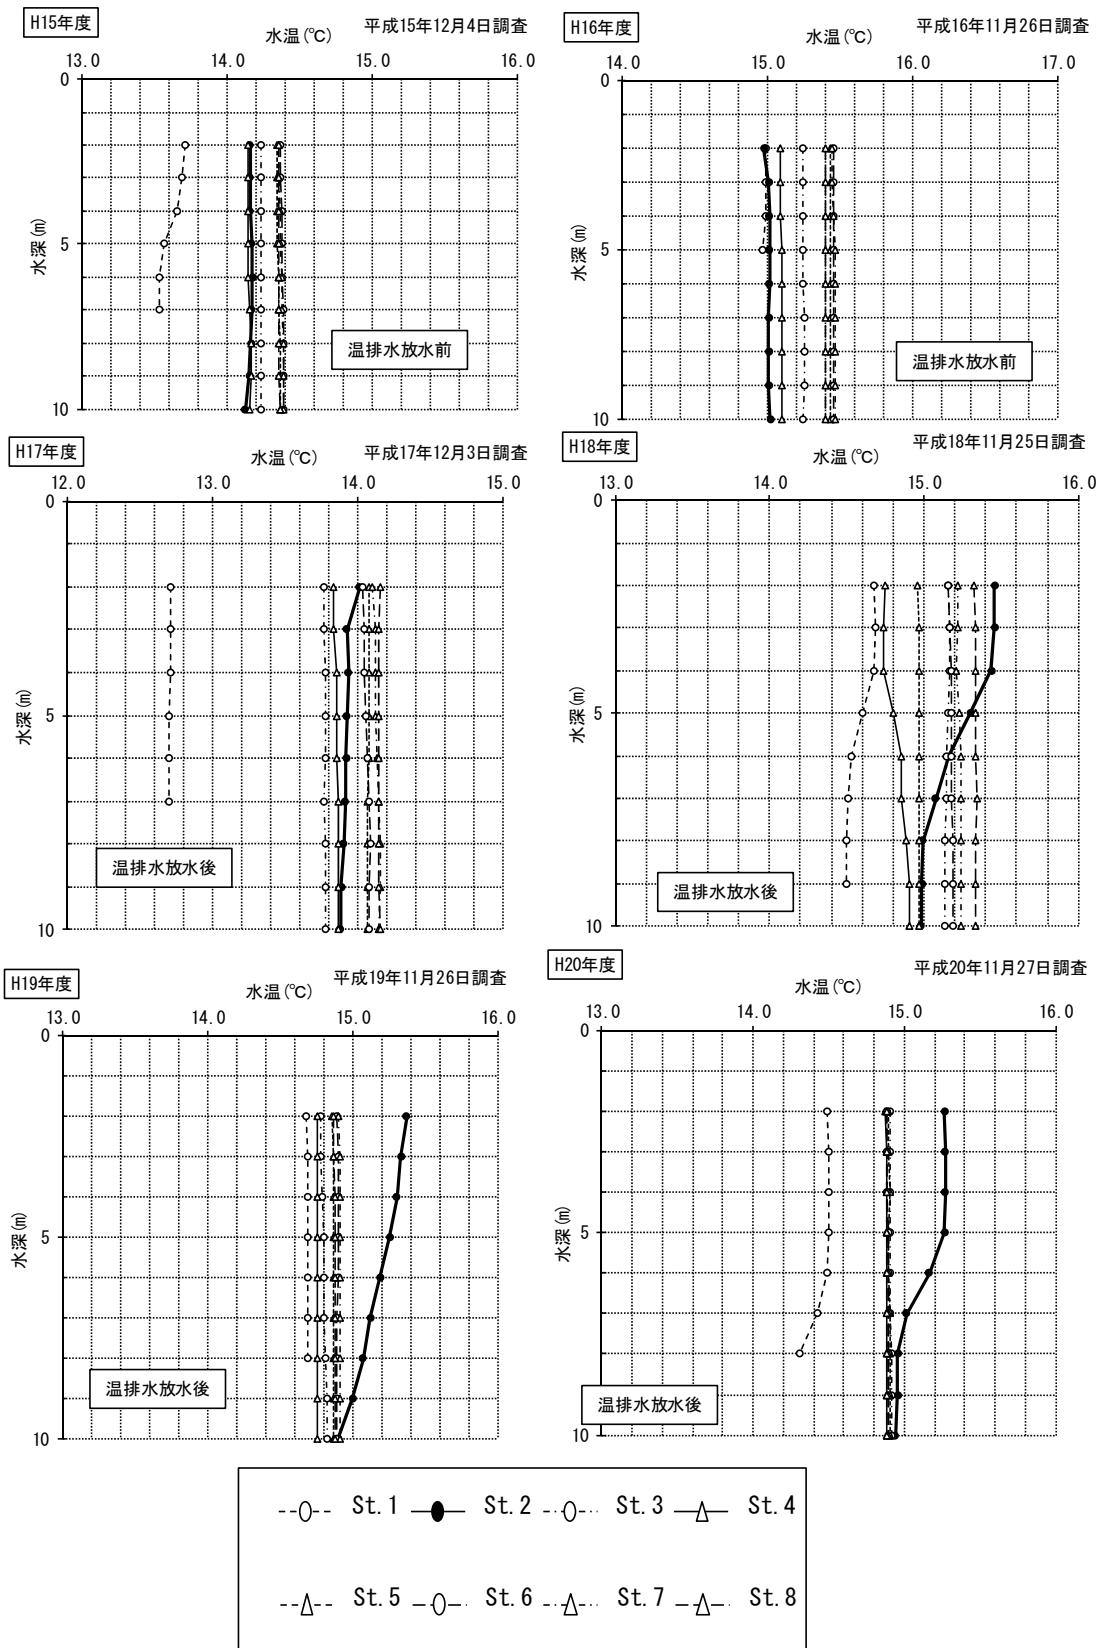 H15年度
水温(℃)
平成15年12月4日調査
13.0 14.0 15.0 16.0
0
5
10
水深(m)
温排水放水前
H16年度
水温(℃)
平成16年11月26日調査
14.0 15.0 16.0 17.0
0
5
10
水深(m)
温排水放水前
H17年度
水温(℃)
平成17年12月3日調査
12.0 13.0 14.0 15.0
0
5
10
水深(m)
温排水放水後
H18年度
水温(℃)
平成18年11月25日調査
13.0 14.0 15.0 16.0
0
5
10
水深(m)
温排水放水後
H19年度
水温(℃)
平成19年11月26日調査
13.0 14.0 15.0 16.0
0
5
10
水深(m)
温排水放水後
H20年度
水温(℃)
平成20年11月27日調査
13.0 14.0 15.0 16.0
0
5
10
水深(m)
温排水放水後
St.1 St.2 St.3 St.4
St.5 St.6 St.7 St.8